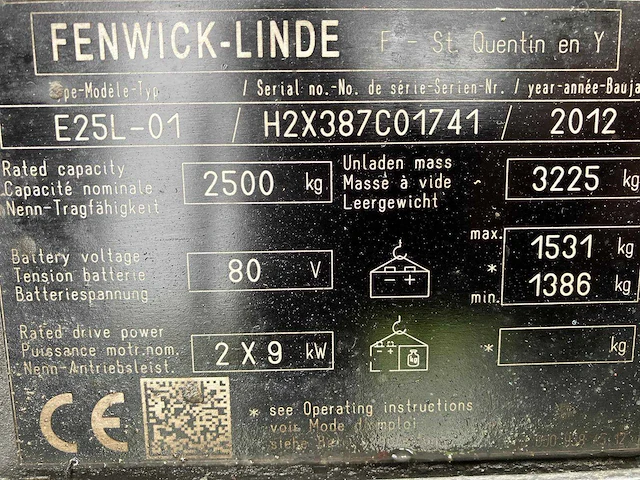 FENWICK-LINDE F - St. Quentin en Y
Type-Modèle-Typ / Serial no.-No. de série-Serien-Nr. / year-année-Bauja
E25L-01 / H2X387C01741 / 2012
Rated capacity
Capacité nominale
Nenn-Tragfähigkeit
2500 kg
Unladen mass
Masse à vide
Leergewicht
3225 kg
Battery voltage
Tension batterie
Batteriespannung
80 V
max. 1531 kg
*
min. 1386 kg
Rated drive power
Puissance motr.nom.
Nenn-Antriebsleist.
2 X 9 kW
* kg
CE
* see Operating instructions
voir Mode d'emploi
siehe